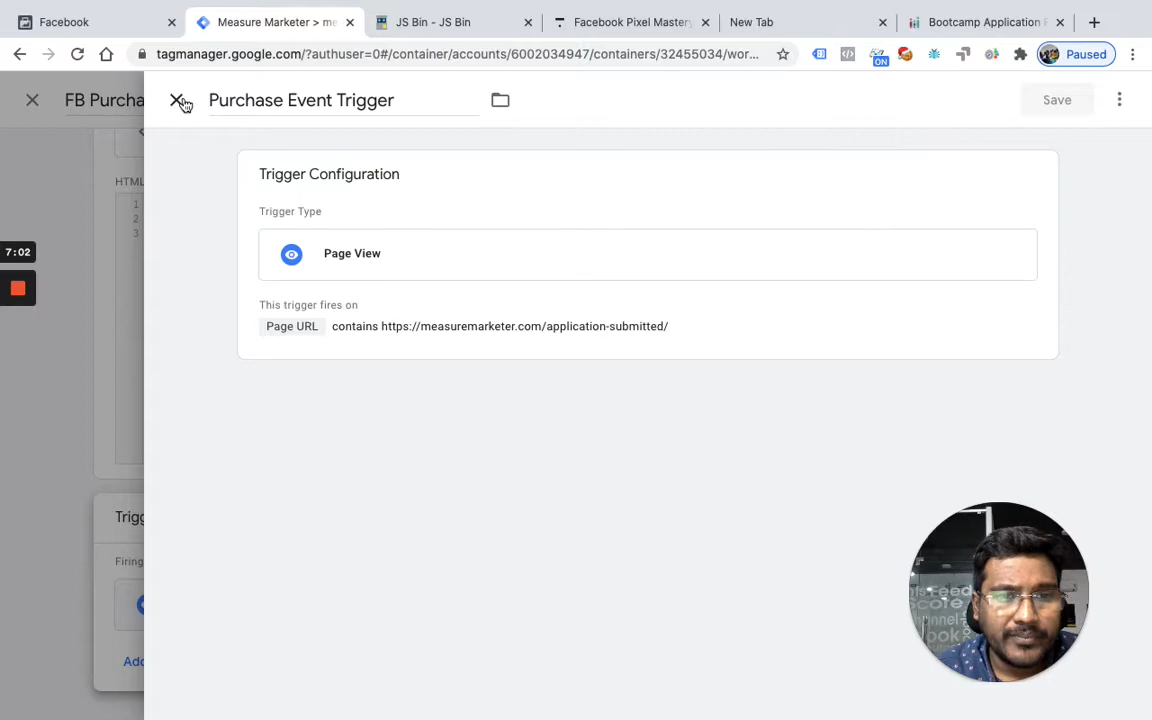 Facebook
Measure Marketer > me
JS Bin - JS Bin
Facebook Pixel Mastery
New Tab
Bootcamp Application F
tagmanager.google.com/?authuser=0#/container/accounts/6002034947/containers/32455034/wor...
ON
Paused
FB Purcha
Purchase Event Trigger
Save
Trigger Configuration
HTML
Trigger Type
1
2
3
Page View
7:02
This trigger fires on
Page URL contains https://measuremarketer.com/application-submitted/
Trigg
Firing
Add